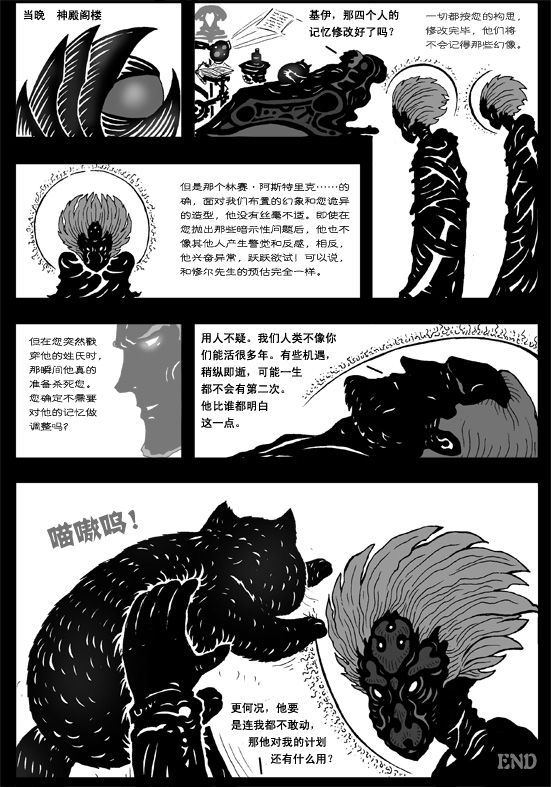 当晚　神殿阁楼
基伊，那四个人的
记忆修改好了吗？
一切都按您的构思，
修改完毕，他们将
不会记得那些幻像。
但是那个林赛·阿斯特里克……的
确，面对我们布置的幻象和您诡异
的造型，他没有丝毫不适。即使在
您抛出那些暗示性问题后，他也不
像其他人产生警觉和反感，相反，
他兴奋异常，跃跃欲试！可以说，
和修尔先生的预估完全一样。
但在您突然戳
穿他的姓氏时，
那瞬间他真的
准备杀死您。
您确定不需要
对他的记忆做
调整吗？
用人不疑。我们人类不像你
们能活很多年。有些机遇，
稍纵即逝，可能一生
都不会有第二次。
他比谁都明白
这一点。
喵嗷呜！
更何况，他要
是连我都不敢动，
那他对我的计划
还有什么用？
END